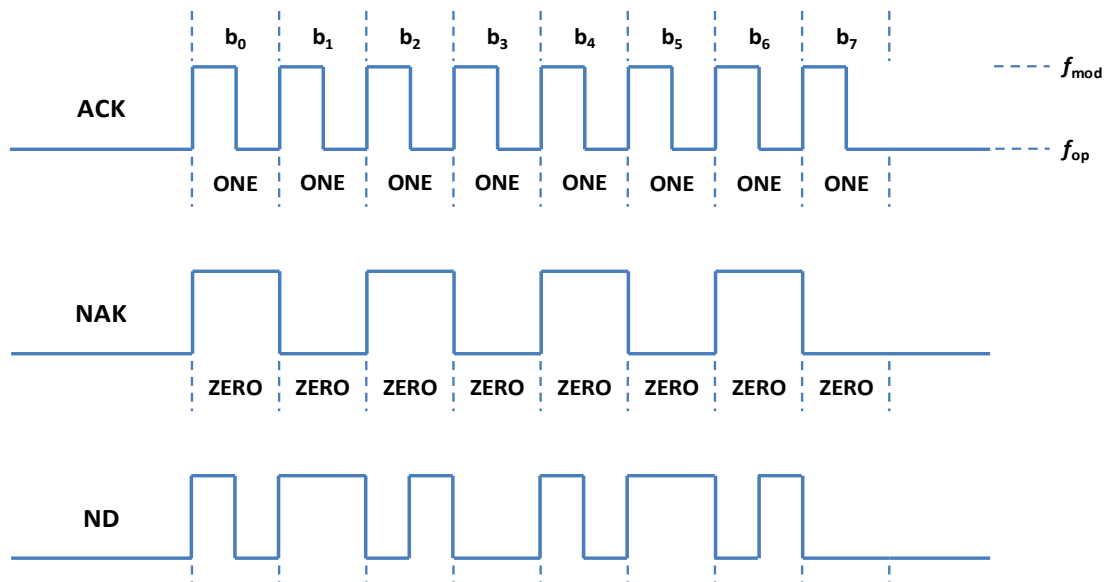 b0 b1 b2 b3 b4 b5 b6 b7
fmod
ACK
fop
ONE ONE ONE ONE ONE ONE ONE ONE
NAK
ZERO ZERO ZERO ZERO ZERO ZERO ZERO ZERO
ND